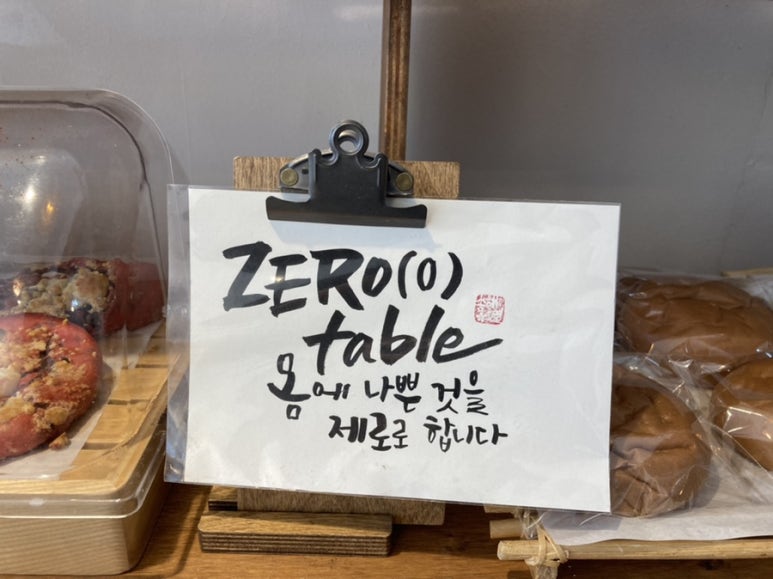 ZERO(0)
table
몸에 나쁜 것을
제로로 합니다